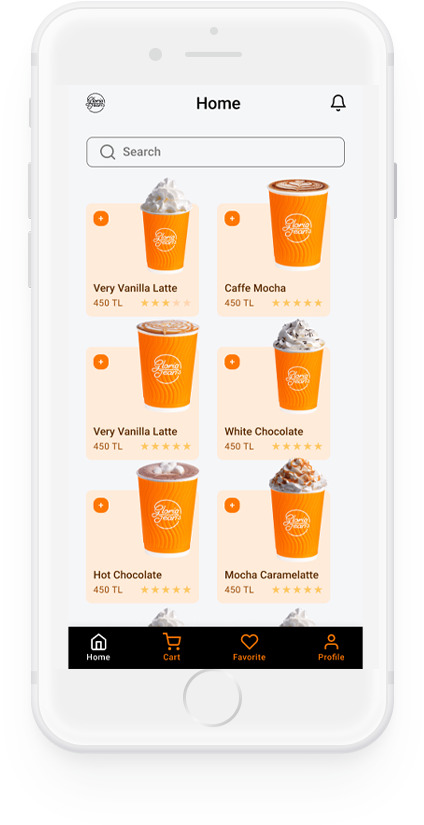 Home
Search
+ +
Very Vanilla Latte Caffe Mocha
450 TL ★★★★★ 450 TL ★★★★★
Very Vanilla Latte White Chocolate
+ +
450 TL ★★★★★ 450 TL ★★★★★
Hot Chocolate Mocha Caramelatte
+ +
450 TL ★★★★★ 450 TL ★★★★★
Home Cart Favorite Profile